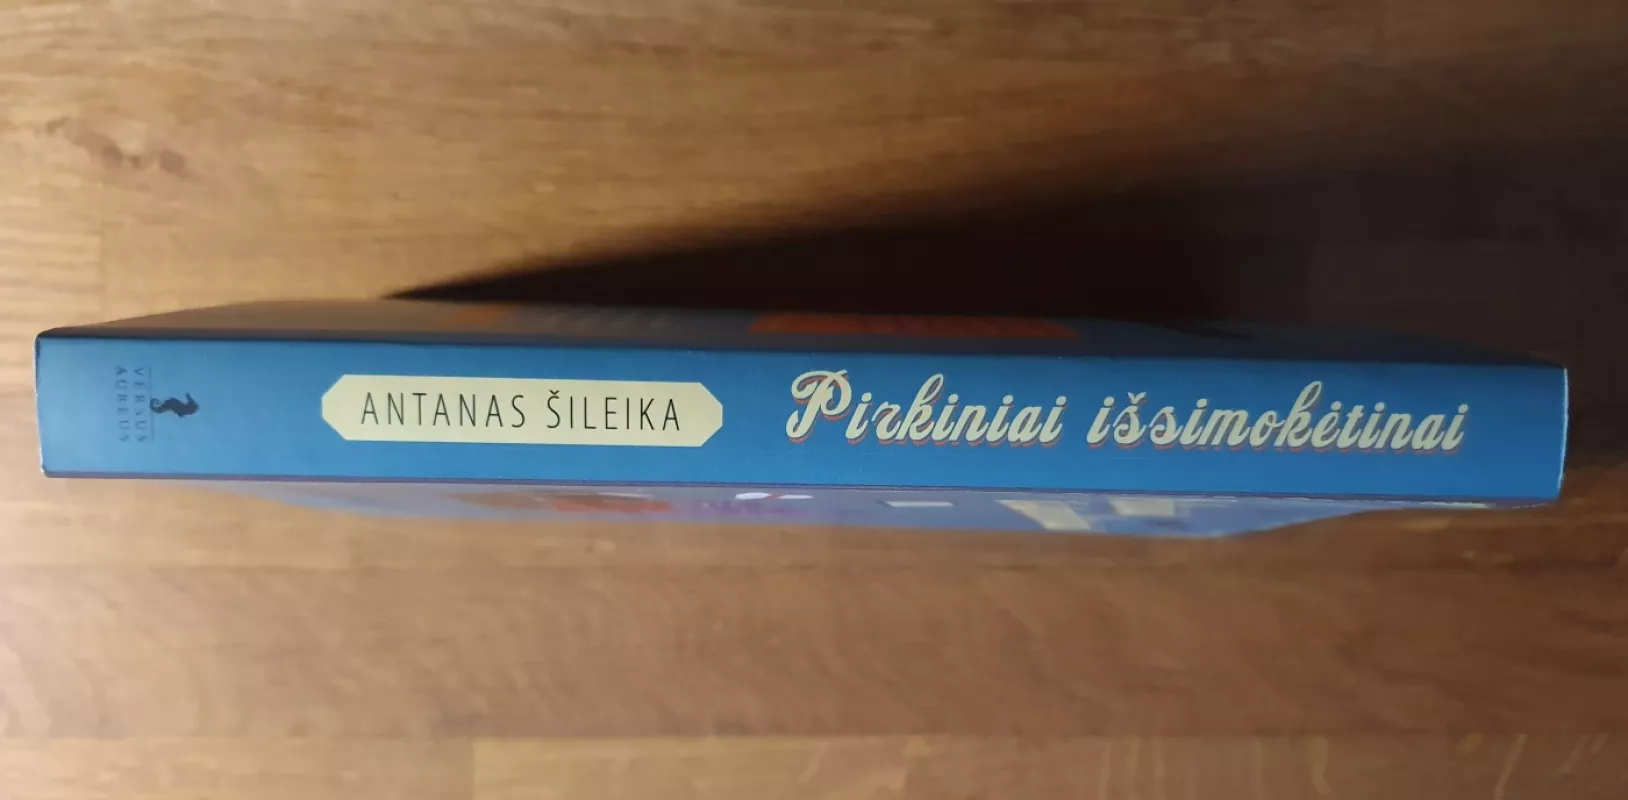 VERSUS
AUREUS
ANTANAS ŠILEIKA
Pirkiniai išsimokėtinai